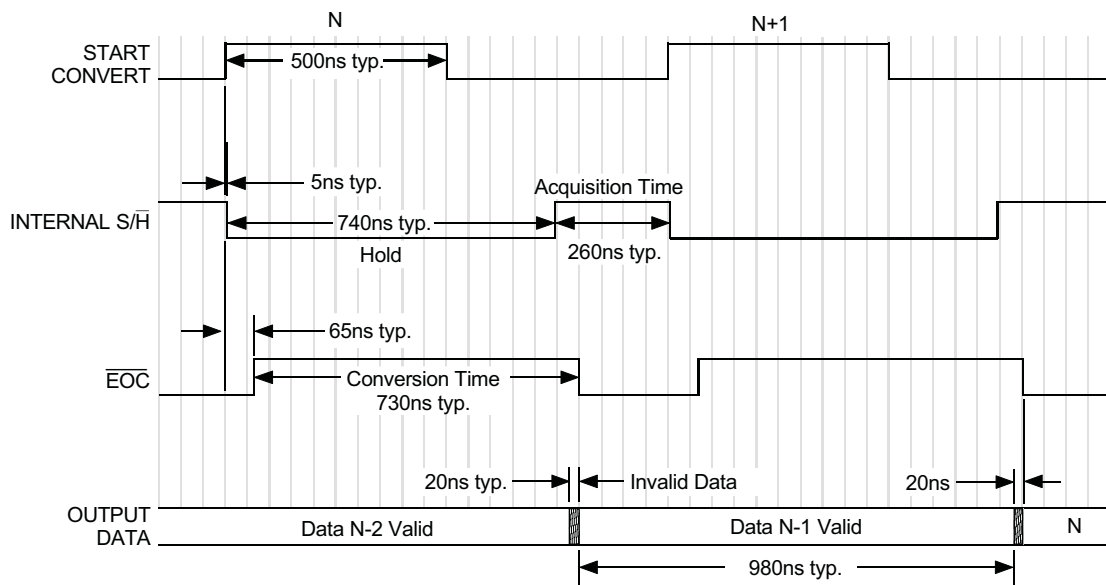 N
N+1
START
CONVERT
500ns typ.
5ns typ.
Acquisition Time
INTERNAL S/H̅
740ns typ.
Hold
260ns typ.
65ns typ.
E̅O̅C̅
Conversion Time
730ns typ.
20ns typ.
Invalid Data
20ns
OUTPUT
DATA
Data N-2 Valid
Data N-1 Valid
N
980ns typ.